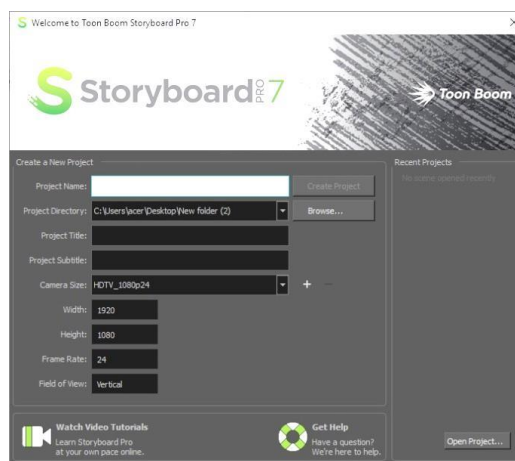 Welcome to Toon Boom Storyboard Pro 7
Storyboard PRO 7
Toon Boom
Create a New Project
Recent Projects
Project Name:
Create Project
No scene opened recently
Project Directory: C:\Users\acer\Desktop\New folder (2)
Browse...
Project Title:
Project Subtitle:
Camera Size: HDTV_1080p24
Width: 1920
Height: 1080
Frame Rate: 24
Field of View: Vertical
Watch Video Tutorials
Learn Storyboard Pro
at your own pace online.
Get Help
Have a question?
We're here to help.
Open Project...